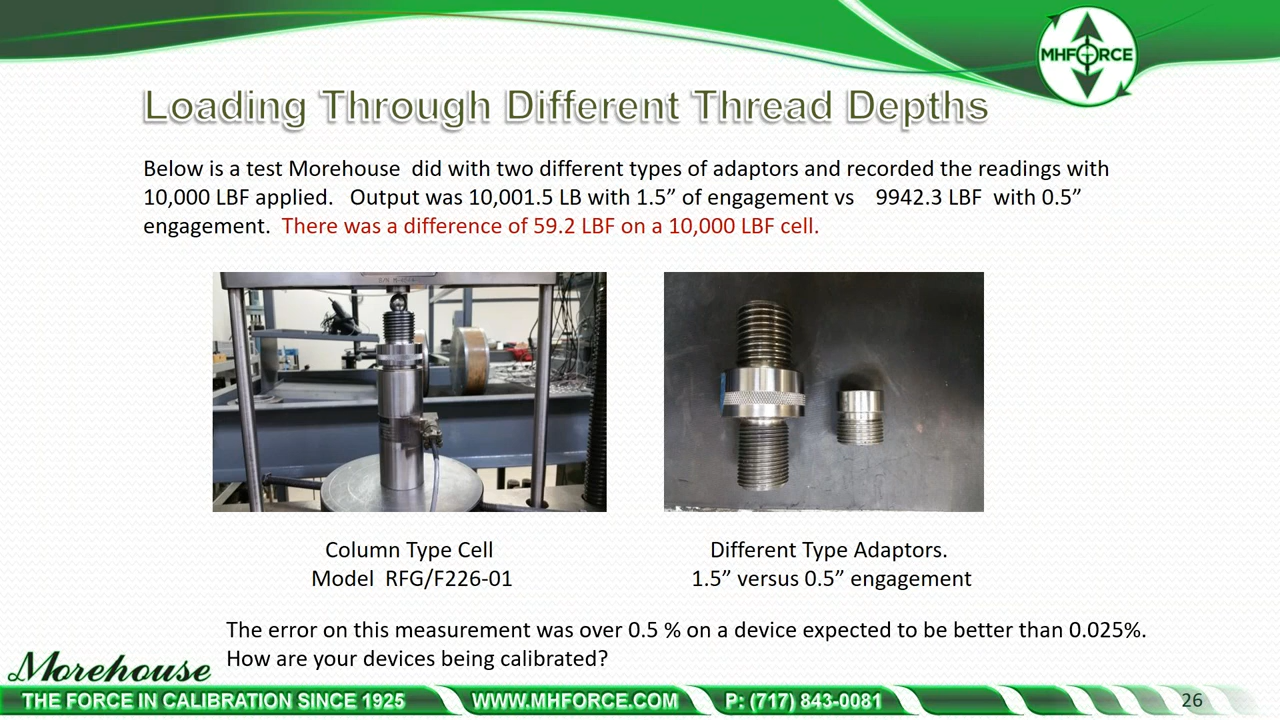 MHFORCE
Loading Through Different Thread Depths
Below is a test Morehouse did with two different types of adaptors and recorded the readings with
10,000 LBF applied. Output was 10,001.5 LB with 1.5” of engagement vs 9942.3 LBF with 0.5”
engagement. There was a difference of 59.2 LBF on a 10,000 LBF cell.
Column Type Cell
Model RFG/F226-01
Different Type Adaptors.
1.5” versus 0.5” engagement
The error on this measurement was over 0.5 % on a device expected to be better than 0.025%.
How are your devices being calibrated?
Morehouse
THE FORCE IN CALIBRATION SINCE 1925 WWW.MHFORCE.COM P: (717) 843-0081 26